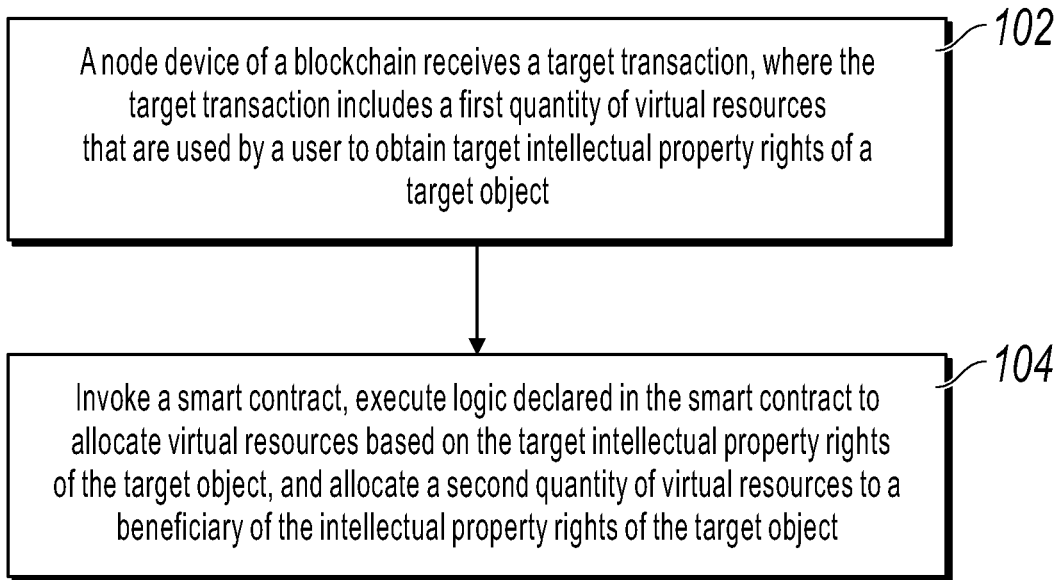 A node device of a blockchain receives a target transaction, where the
target transaction includes a first quantity of virtual resources
that are used by a user to obtain target intellectual property rights of a
target object
102
Invoke a smart contract, execute logic declared in the smart contract to
allocate virtual resources based on the target intellectual property rights
of the target object, and allocate a second quantity of virtual resources to a
beneficiary of the intellectual property rights of the target object
104